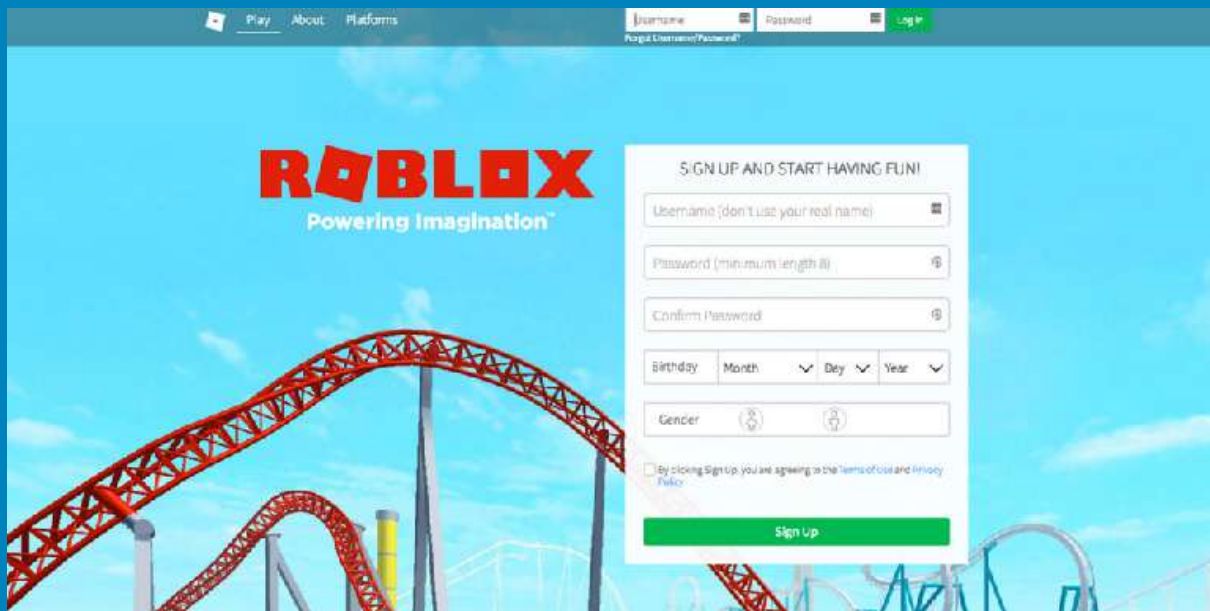 Play About Platforms
Username Password Log In
Forgot Username/Password?
ROBLOX
Powering Imagination™
SIGN UP AND START HAVING FUN!
Username (don't use your real name)
Password (minimum length 8)
Confirm Password
Birthday Month Day Year
Gender
By clicking Sign Up, you are agreeing to the Terms of Use and Privacy
Policy
Sign Up